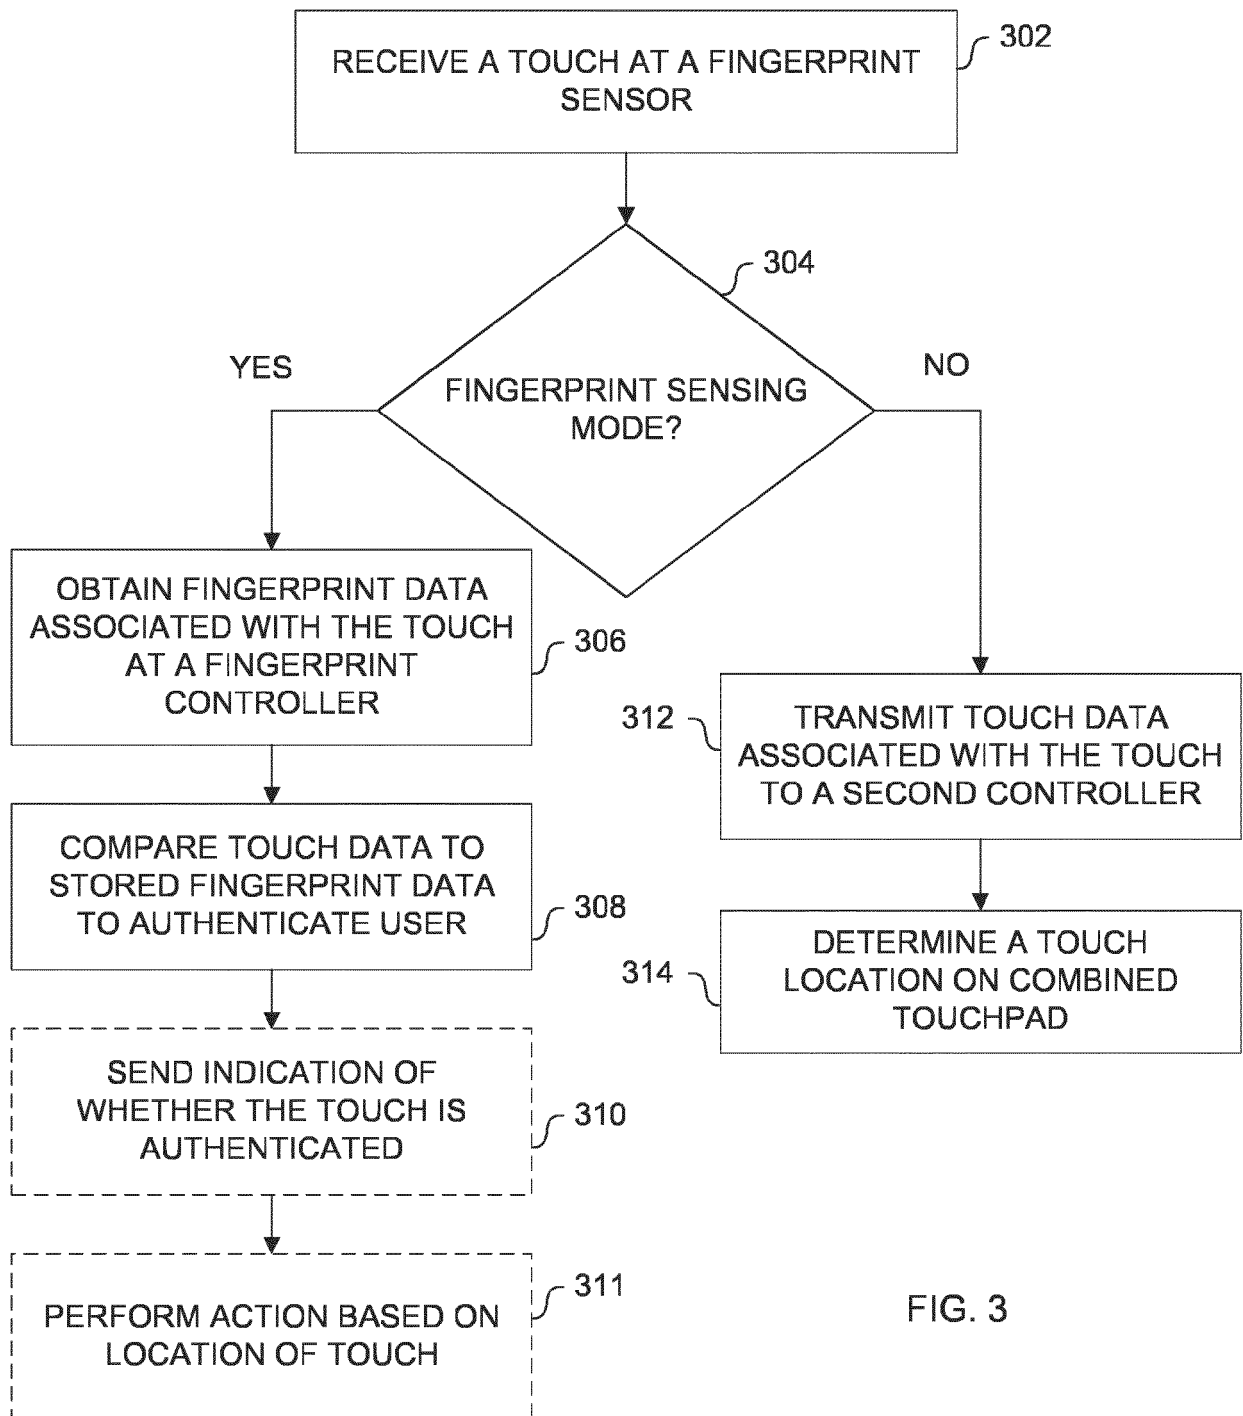 RECEIVE A TOUCH AT A FINGERPRINT
SENSOR
302
304
YES
NO
FINGERPRINT SENSING
MODE?
OBTAIN FINGERPRINT DATA
ASSOCIATED WITH THE TOUCH
AT A FINGERPRINT
CONTROLLER
306
312
TRANSMIT TOUCH DATA
ASSOCIATED WITH THE TOUCH
TO A SECOND CONTROLLER
COMPARE TOUCH DATA TO
STORED FINGERPRINT DATA
TO AUTHENTICATE USER
308
314
DETERMINE A TOUCH
LOCATION ON COMBINED
TOUCHPAD
SEND INDICATION OF
WHETHER THE TOUCH IS
AUTHENTICATED
310
PERFORM ACTION BASED ON
LOCATION OF TOUCH
311
FIG. 3